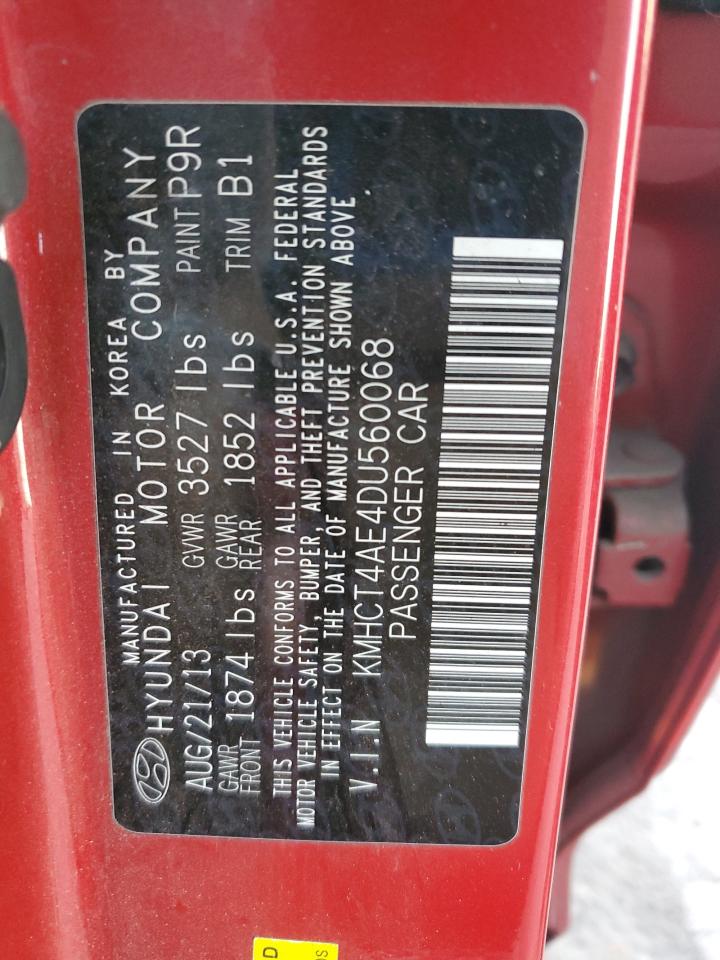 MANUFACTURED IN KOREA BY
HYUNDAI MOTOR COMPANY
AUG/21/13 GVWR 3527 lbs PAINT P9R
GAWR FRONT 1874 lbs GAWR REAR 1852 lbs TRIM B1
THIS VEHICLE CONFORMS TO ALL APPLICABLE U.S.A. FEDERAL
MOTOR VEHICLE SAFETY, BUMPER, AND THEFT PREVENTION STANDARDS
IN EFFECT ON THE DATE OF MANUFACTURE SHOWN ABOVE
V.I.N KMHCT4AE4DU560068
PASSENGER CAR